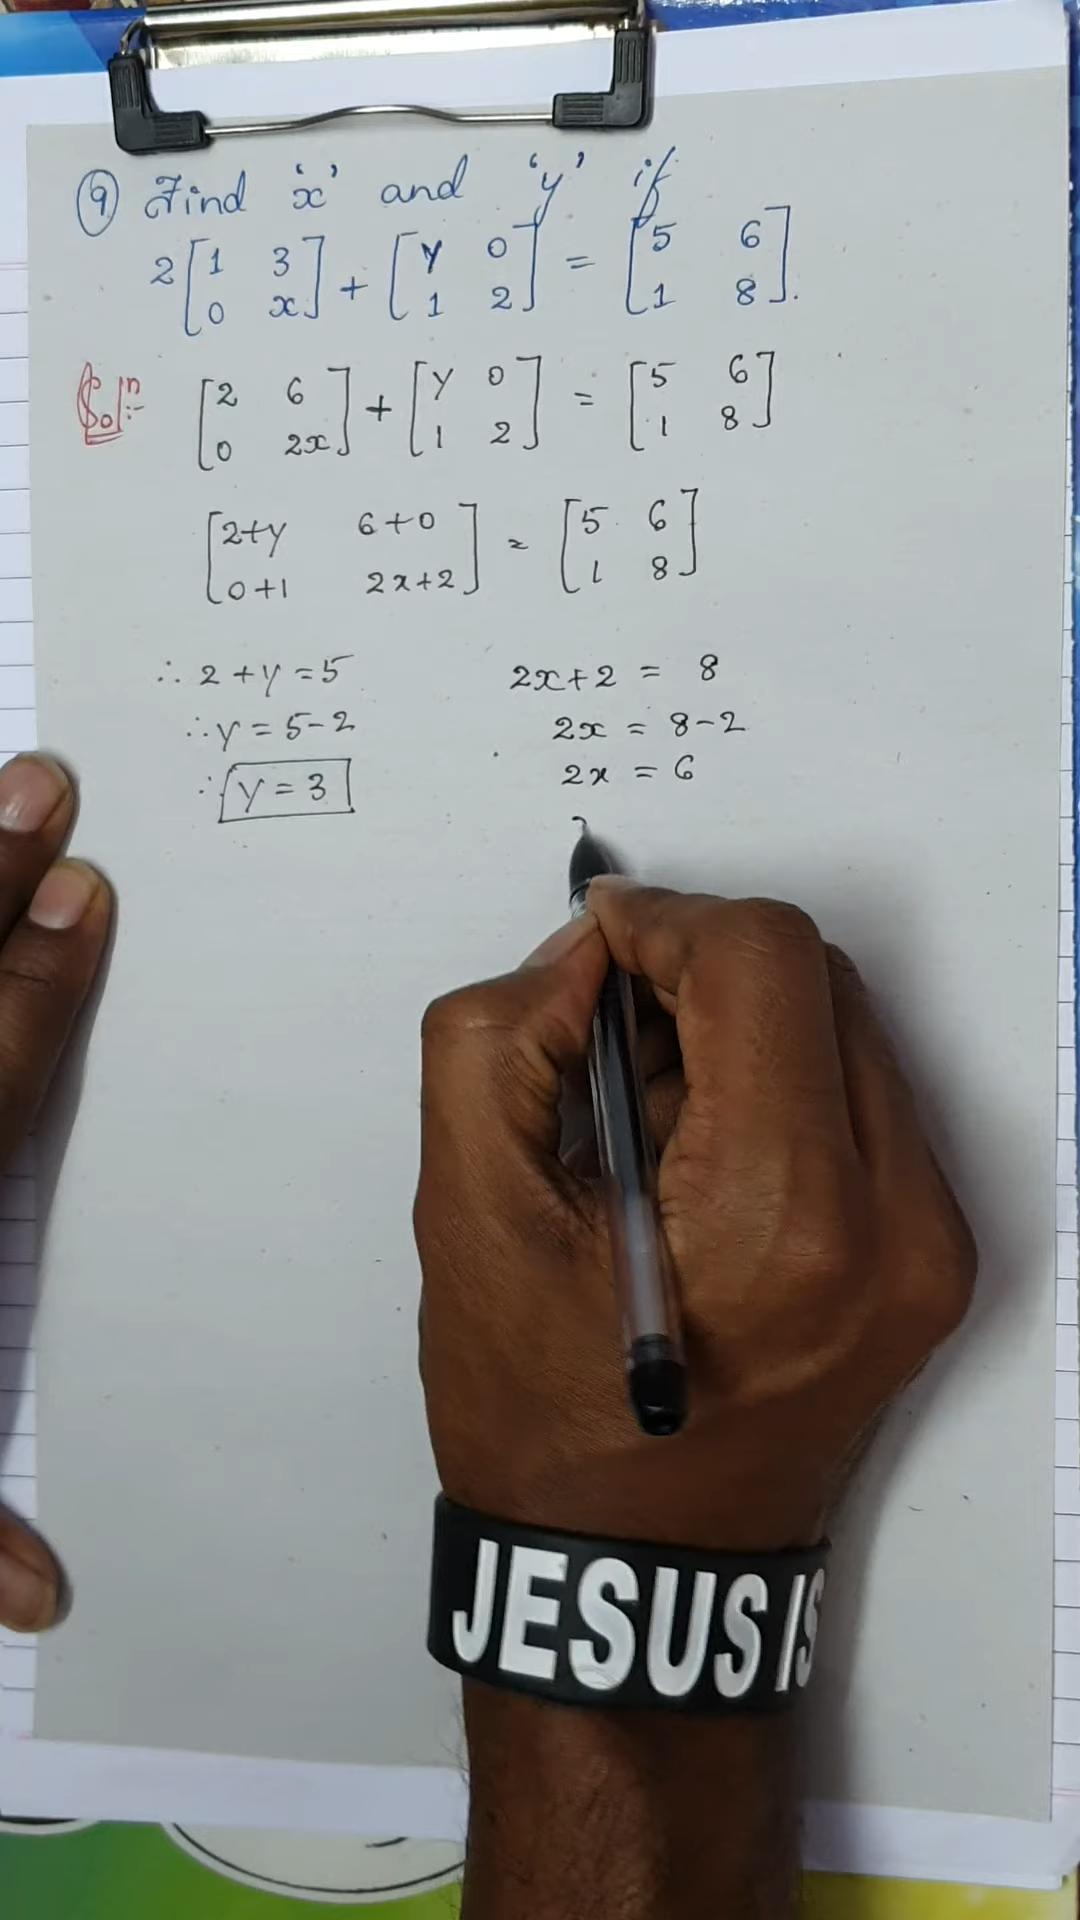 9 Find 'x' and 'y' if
2 [1 3; 0 x] + [y 0; 1 2] = [5 6; 1 8].
Solⁿ:- [2 6; 0 2x] + [y 0; 1 2] = [5 6; 1 8]
[2+y 6+0; 0+1 2x+2] = [5 6; 1 8]
∴ 2+y=5
∴ y = 5-2
∴ y = 3
2x+2 = 8
2x = 8-2
2x = 6
JESUS IS